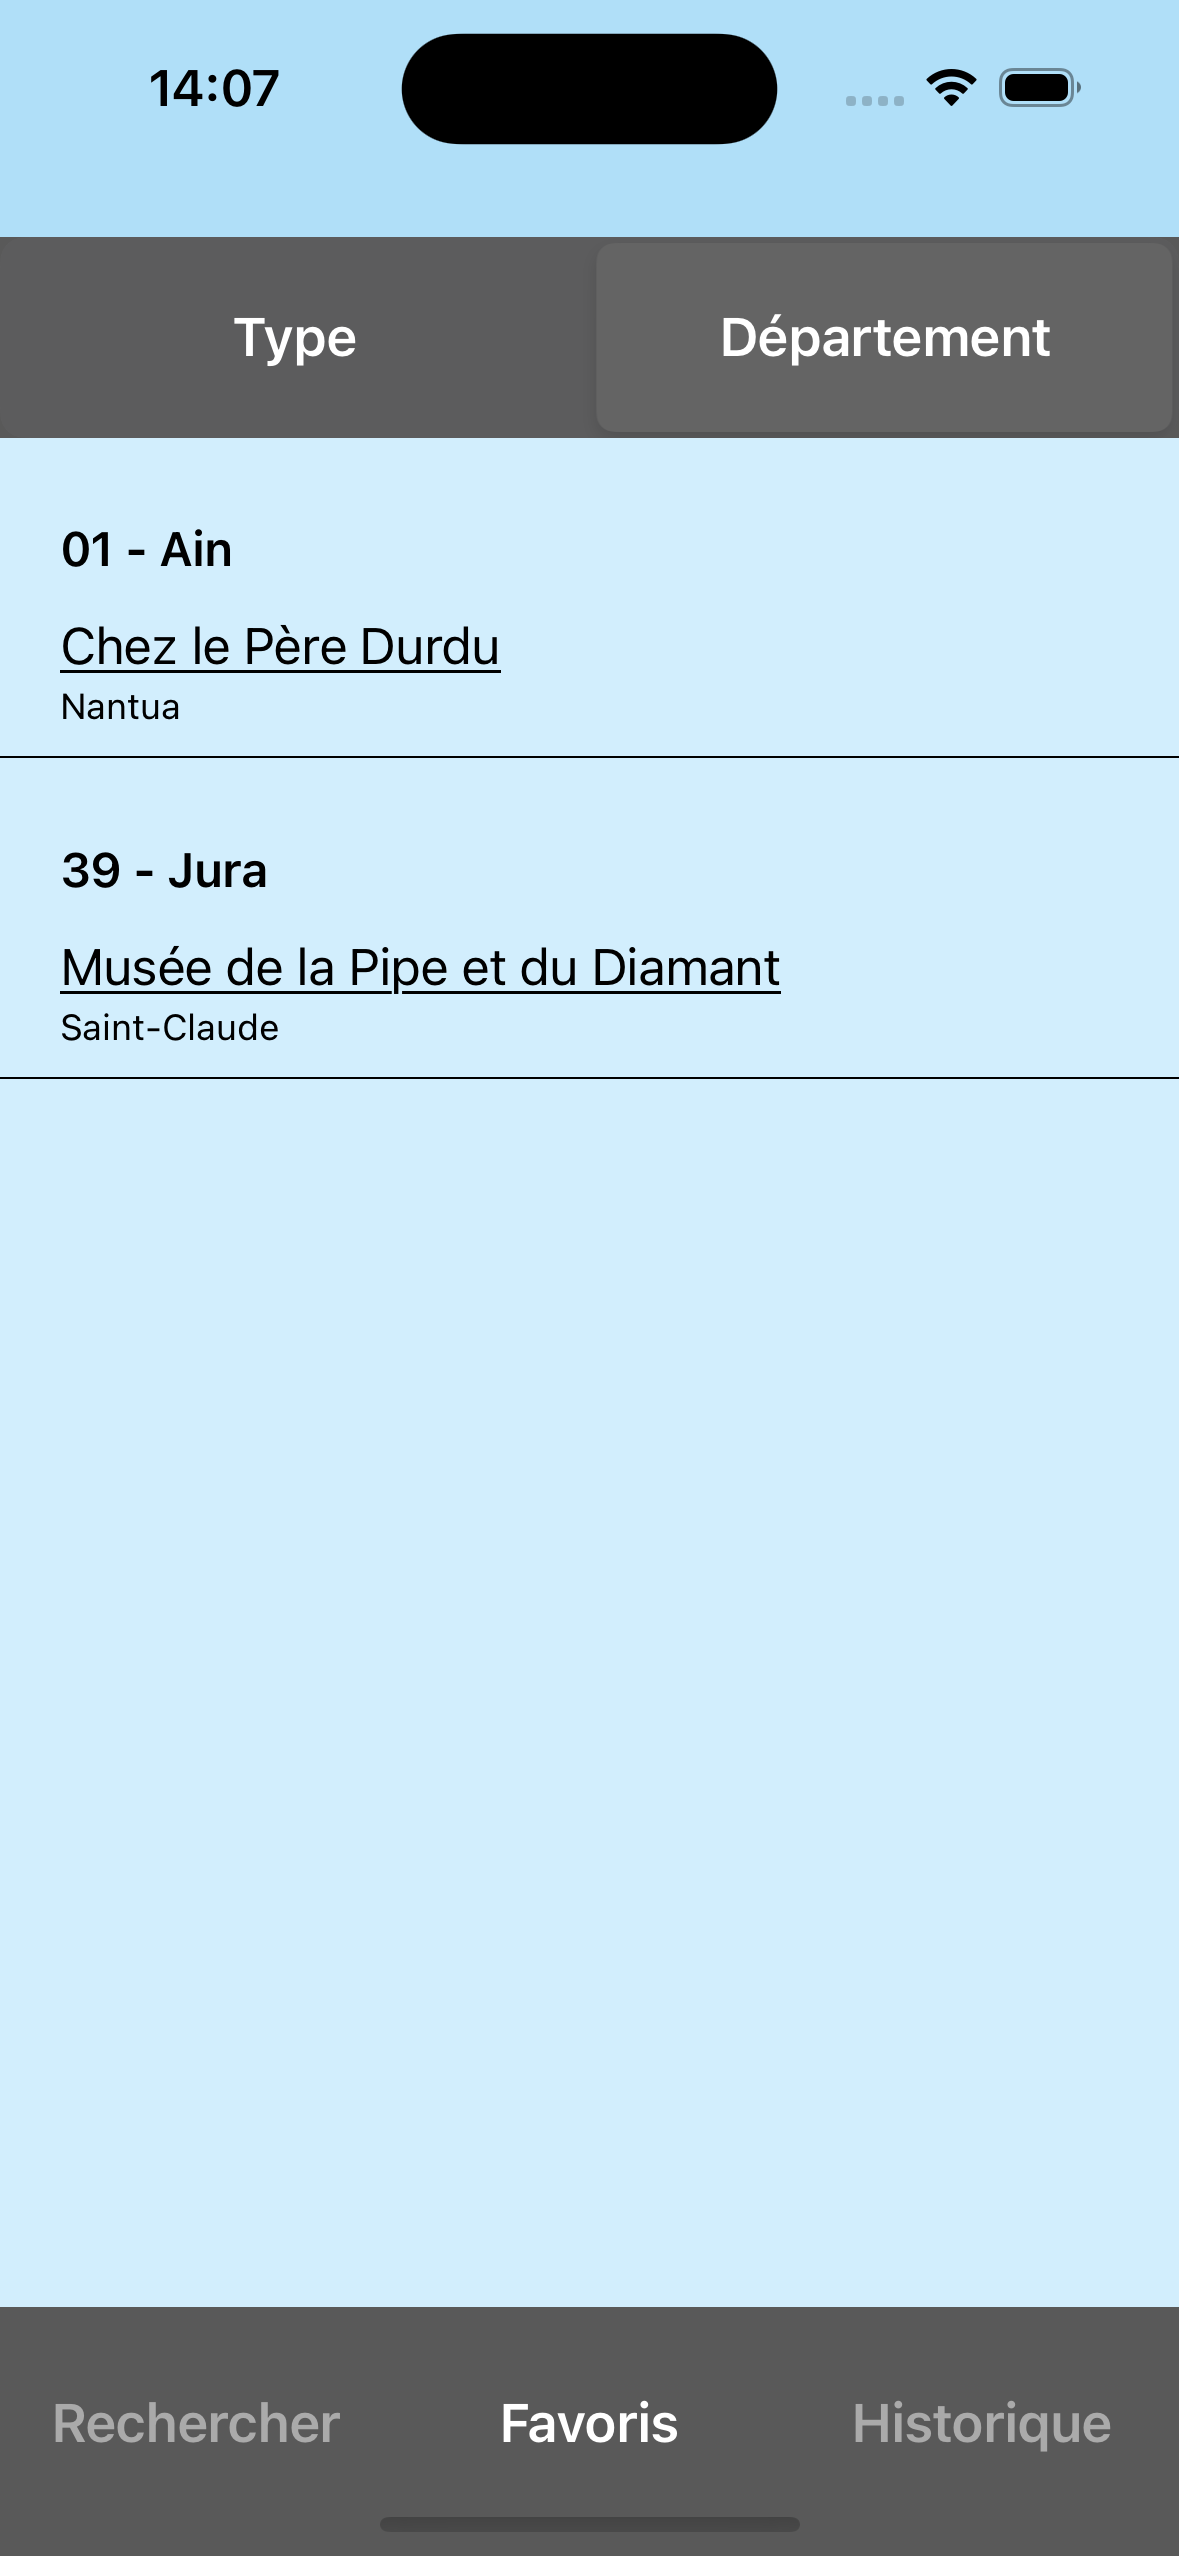 14:07
Type
Département
01 - Ain
Chez le Père Durdu
Nantua
39 - Jura
Musée de la Pipe et du Diamant
Saint-Claude
Rechercher
Favoris
Historique